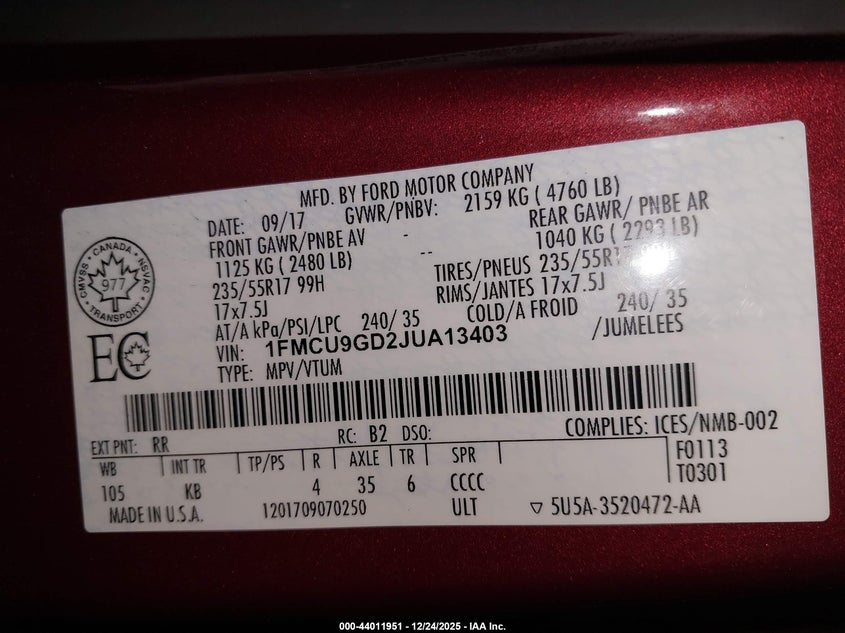 MFD. BY FORD MOTOR COMPANY
DATE: 09/17 GVWR/PNBV: 2159 KG ( 4760 LB)
FRONT GAWR/PNBE AV - REAR GAWR/ PNBE AR
1125 KG ( 2480 LB) -- 1040 KG ( 2293 LB)
235/55R17 99H TIRES/PNEUS 235/55R17
17x7.5J RIMS/JANTES 17x7.5J
AT/A kPa/PSI/LPC 240/ 35 COLD/A FROID 240/ 35
VIN: 1FMCU9GD2JUA13403 /JUMELEES
TYPE: MPV/VTUM
CANADA
CMVSS NSVAC
977
TRANSPORT
EC
EXT PNT: RR RC: B2 DSO: COMPLIES: ICES/NMB-002
WB INT TR TP/PS R AXLE TR SPR F0113
105 KB 4 35 6 CCCC T0301
MADE IN U.S.A. 1201709070250 ULT ▽ 5U5A-3520472-AA
000-44011951 - 12/24/2025 - IAA Inc.